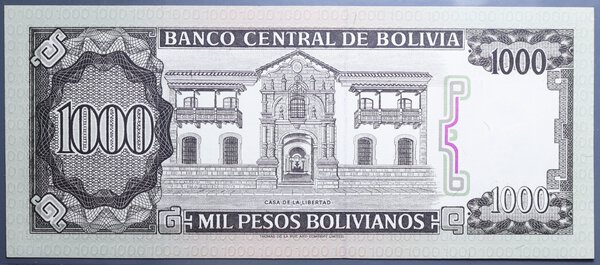 BANCO CENTRAL DE BOLIVIA
1000
1000
CASA DE LA LIBERTAD
1000
MIL PESOS BOLIVIANOS
THOMAS DE LA RUE AND COMPANY LIMITED